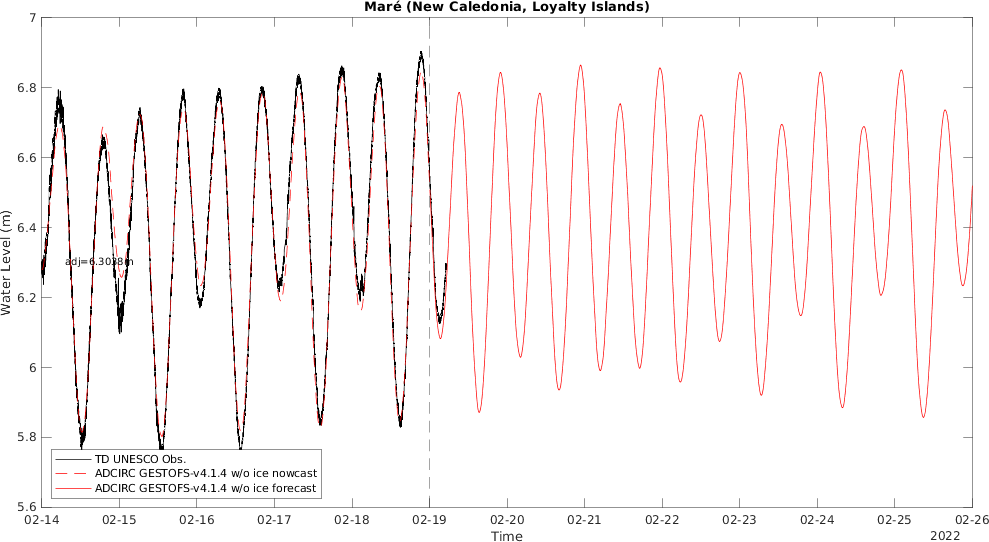 Maré (New Caledonia, Loyalty Islands)
7
6.8
6.6
6.4
6.2
6
5.8
5.6
Water Level (m)
adj=6.3038m
TD UNESCO Obs.
ADCIRC GESTOFS-v4.1.4 w/o ice nowcast
ADCIRC GESTOFS-v4.1.4 w/o ice forecast
02-14 02-15 02-16 02-17 02-18 02-19 02-20 02-21 02-22 02-23 02-24 02-25 02-26
Time
2022